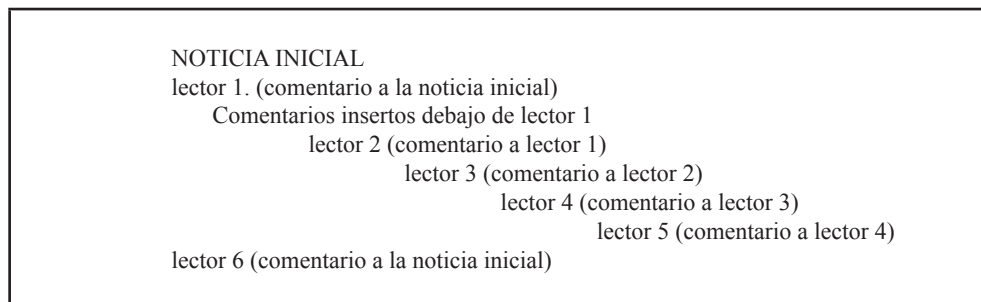 NOTICIA INICIAL
lector 1. (comentario a la noticia inicial)
Comentarios insertos debajo de lector 1
lector 2 (comentario a lector 1)
lector 3 (comentario a lector 2)
lector 4 (comentario a lector 3)
lector 5 (comentario a lector 4)
lector 6 (comentario a la noticia inicial)